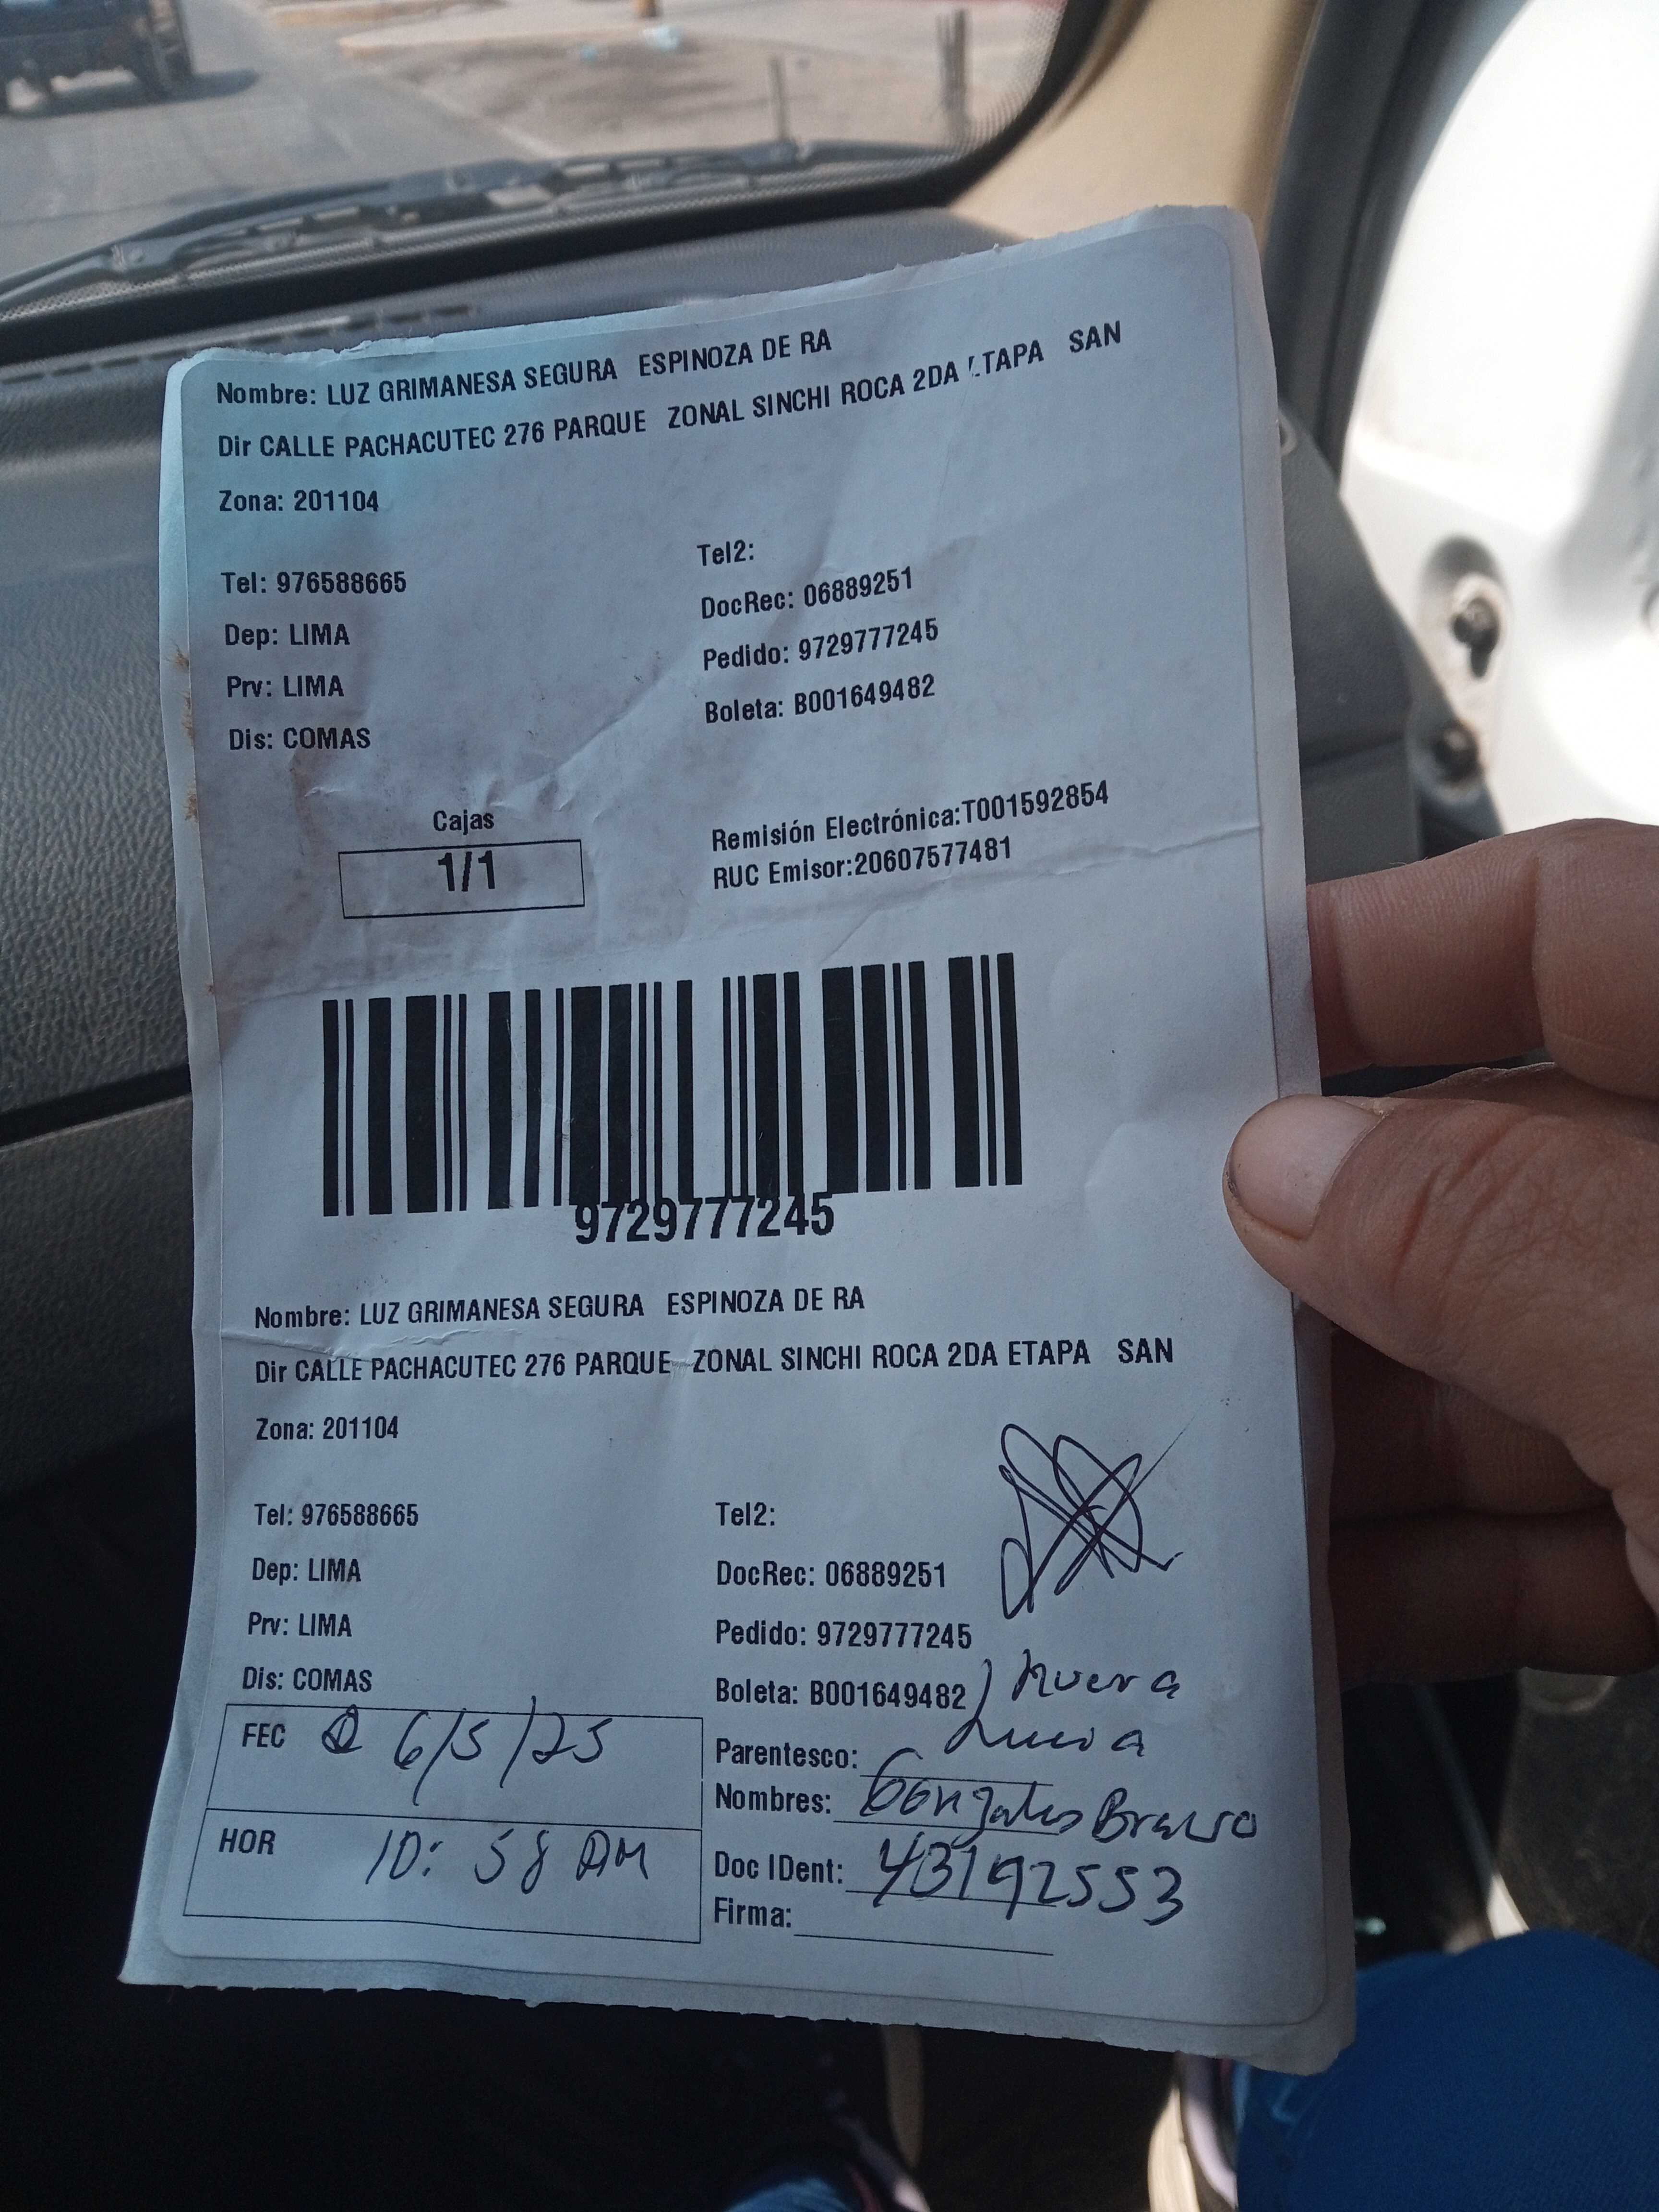 Nombre: LUZ GRIMANESA SEGURA ESPINOZA DE RA
Dir CALLE PACHACUTEC 276 PARQUE ZONAL SINCHI ROCA 2DA ETAPA SAN
Zona: 201104
Tel: 976588665
Tel2:
Dep: LIMA
DocRec: 06889251
Prv: LIMA
Pedido: 9729777245
Dis: COMAS
Boleta: B001649482
Cajas
1/1
Remisión Electrónica:T001592854
RUC Emisor:20607577481
9729777245
Nombre: LUZ GRIMANESA SEGURA ESPINOZA DE RA
Dir CALLE PACHACUTEC 276 PARQUE ZONAL SINCHI ROCA 2DA ETAPA SAN
Zona: 201104
Tel: 976588665
Tel2:
Dep: LIMA
DocRec: 06889251
Prv: LIMA
Pedido: 9729777245
Dis: COMAS
Boleta: B001649482
Nuera
FEC 6/5/25
Parentesco: Lucia
Nombres: Gonzales Bravo
HOR 10:58 AM
Doc IDent: 43192553
Firma: